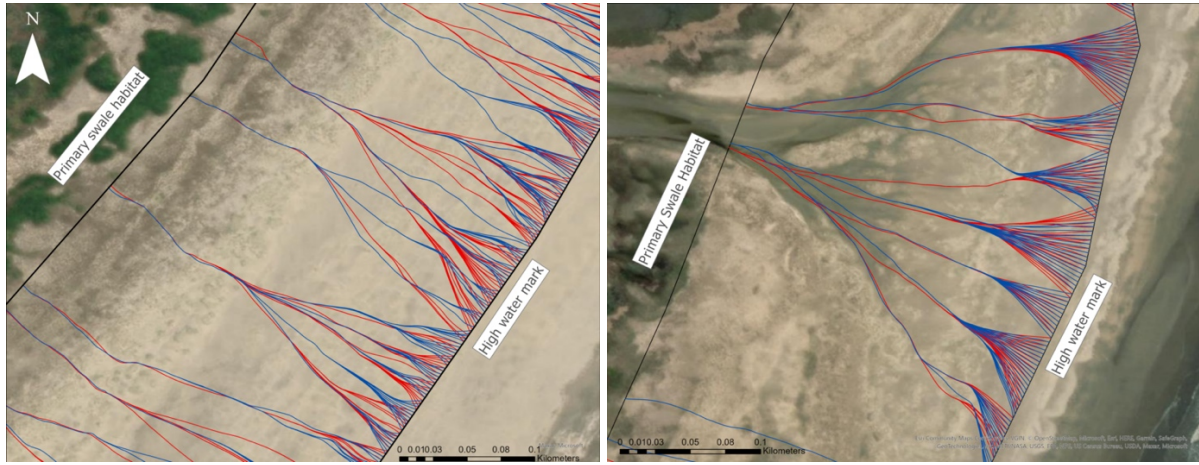 N
Primary swale habitat
High water mark
0 0.010.03 0.05 0.08 0.1
Kilometers
Primary Swale Habitat
High water mark
0 0.010.03 0.05 0.08 0.1
Kilometers